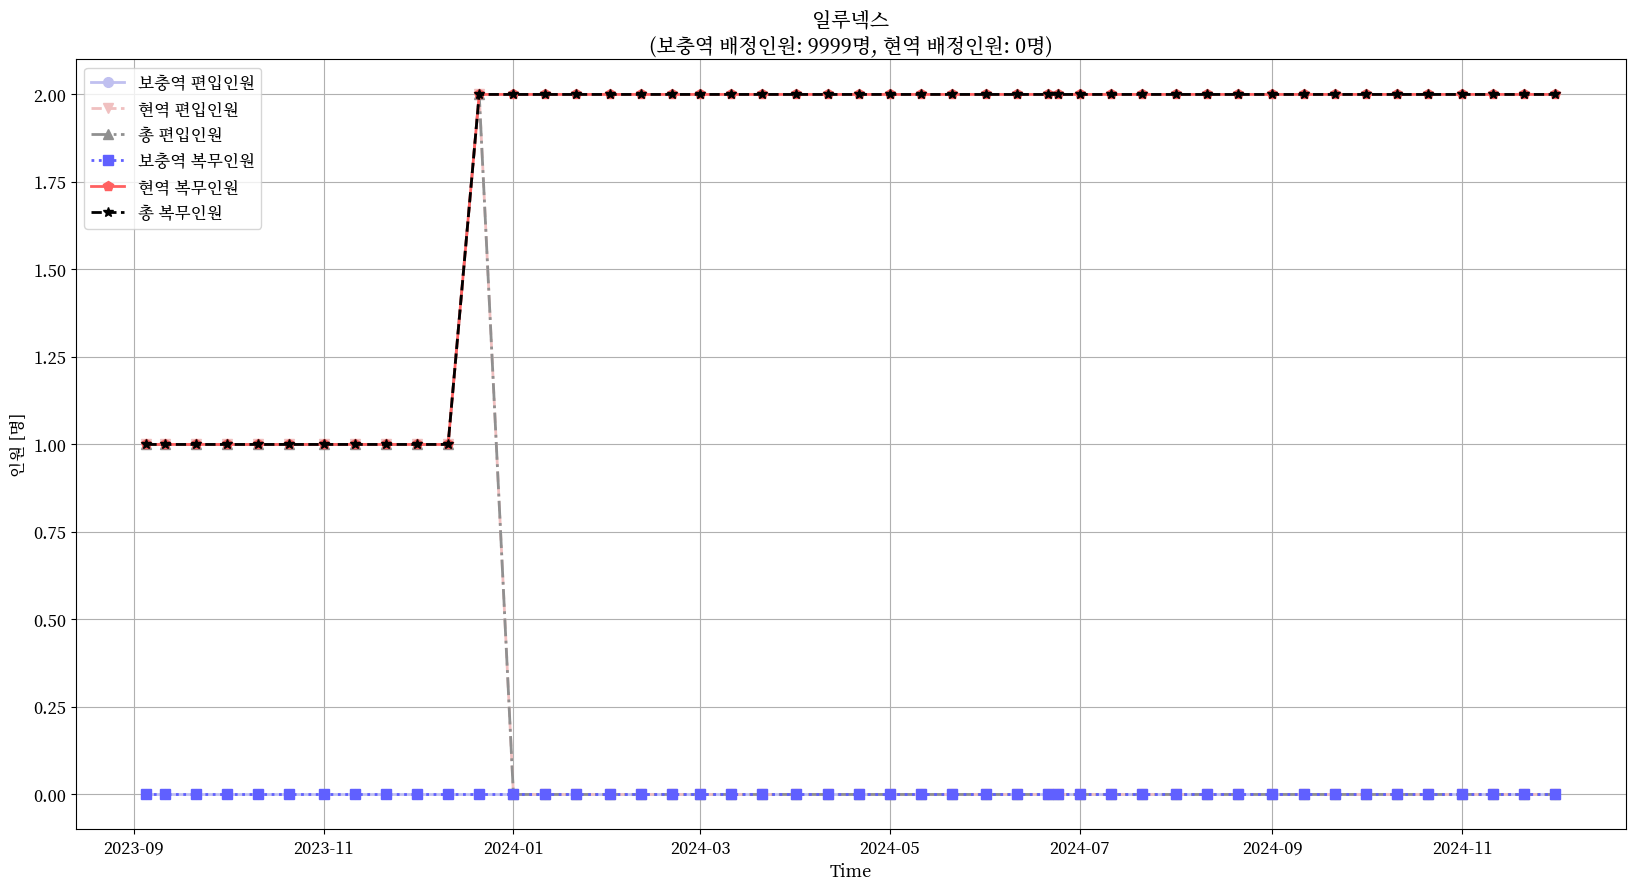 일루넥스
(보충역 배정인원: 9999명, 현역 배정인원: 0명)
보충역 편입인원
현역 편입인원
총 편입인원
보충역 복무인원
현역 복무인원
총 복무인원
인원 [명]
2.00
1.75
1.50
1.25
1.00
0.75
0.50
0.25
0.00
2023-09
2023-11
2024-01
2024-03
2024-05
2024-07
2024-09
2024-11
Time